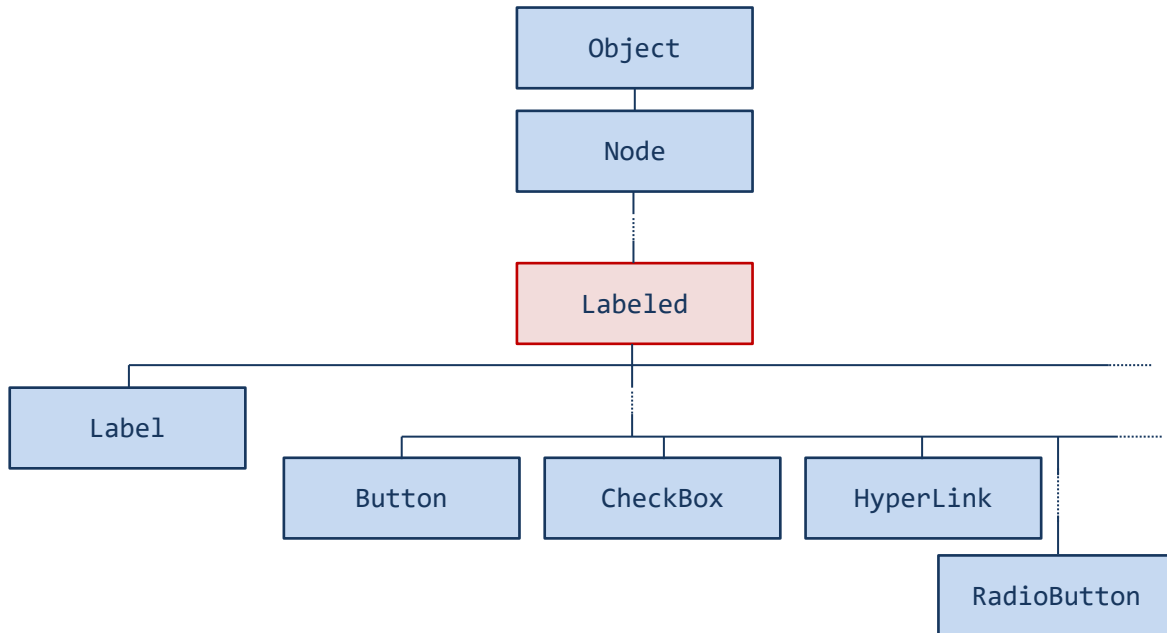 Object
Node
Labeled
Label
Button
CheckBox
HyperLink
RadioButton